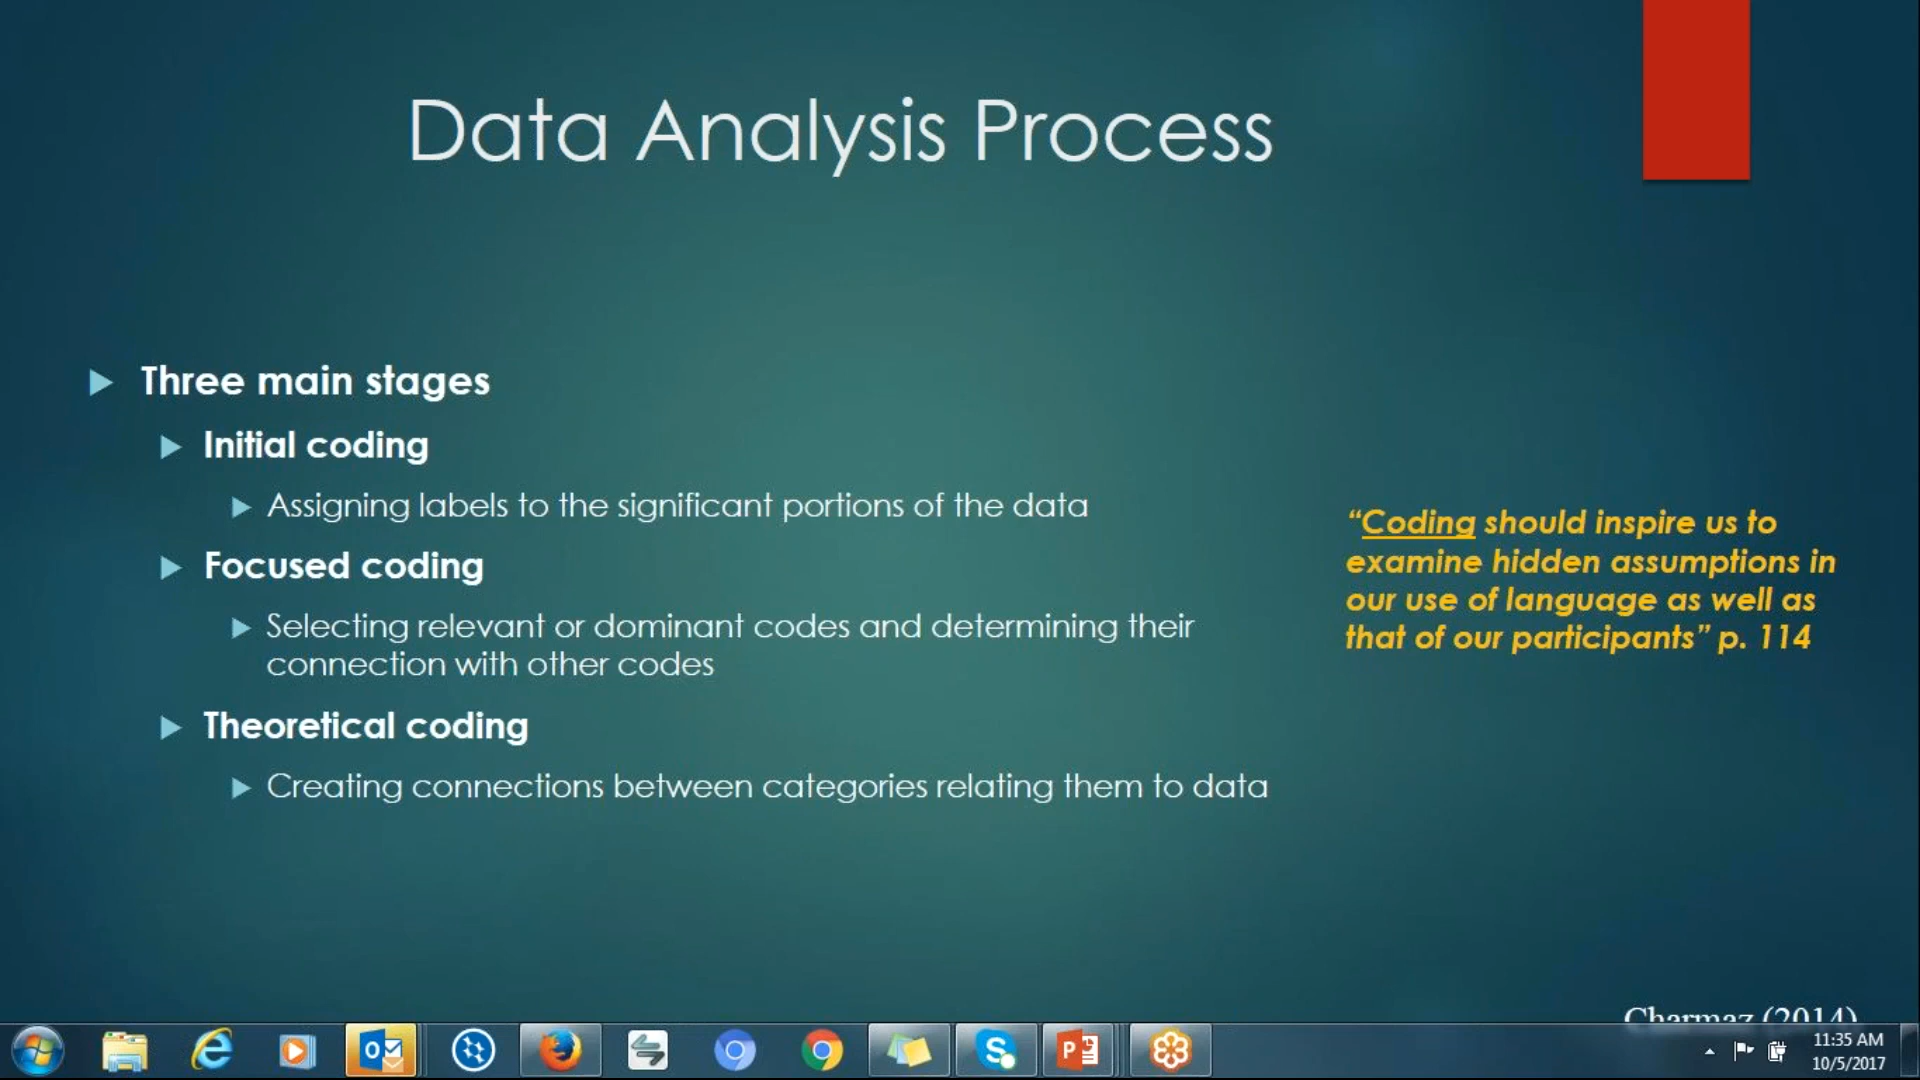 Data Analysis Process
Three main stages
Initial coding
Assigning labels to the significant portions of the data
Focused coding
Selecting relevant or dominant codes and determining their
connection with other codes
Theoretical coding
Creating connections between categories relating them to data
“Coding should inspire us to
examine hidden assumptions in
our use of language as well as
that of our participants” p. 114
Charmaz (2014)
11:35 AM
10/5/2017